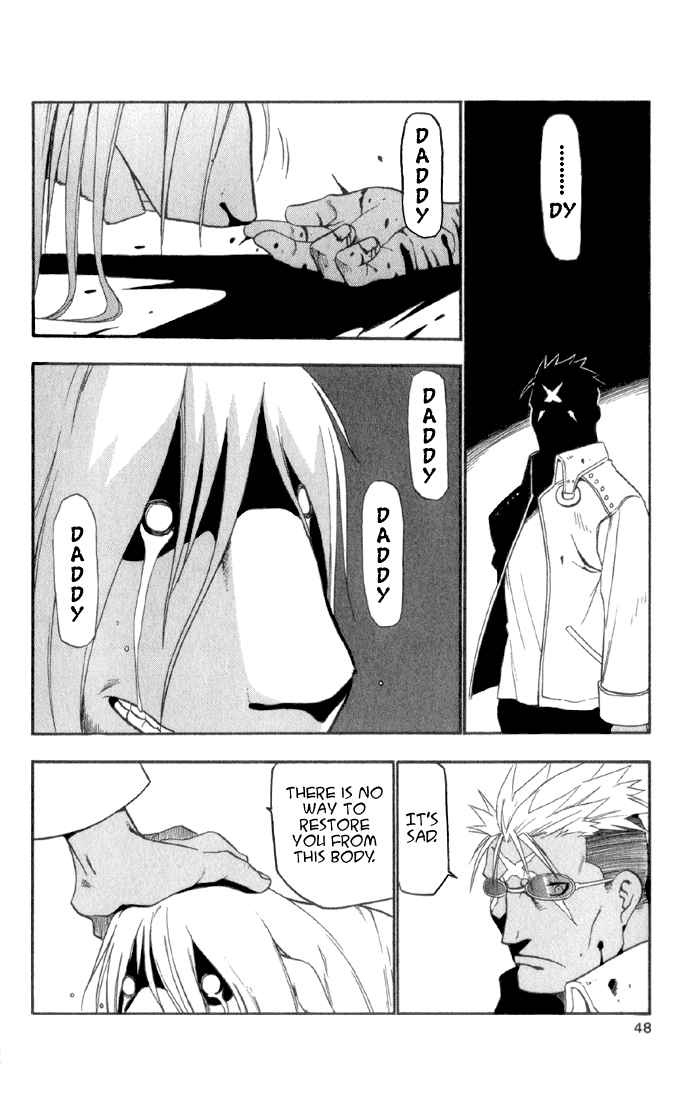 .........
DY
DADDY
DADDY
DADDY
DADDY
IT'S
SAD.
THERE IS NO
WAY TO
RESTORE
YOU FROM
THIS BODY.
48